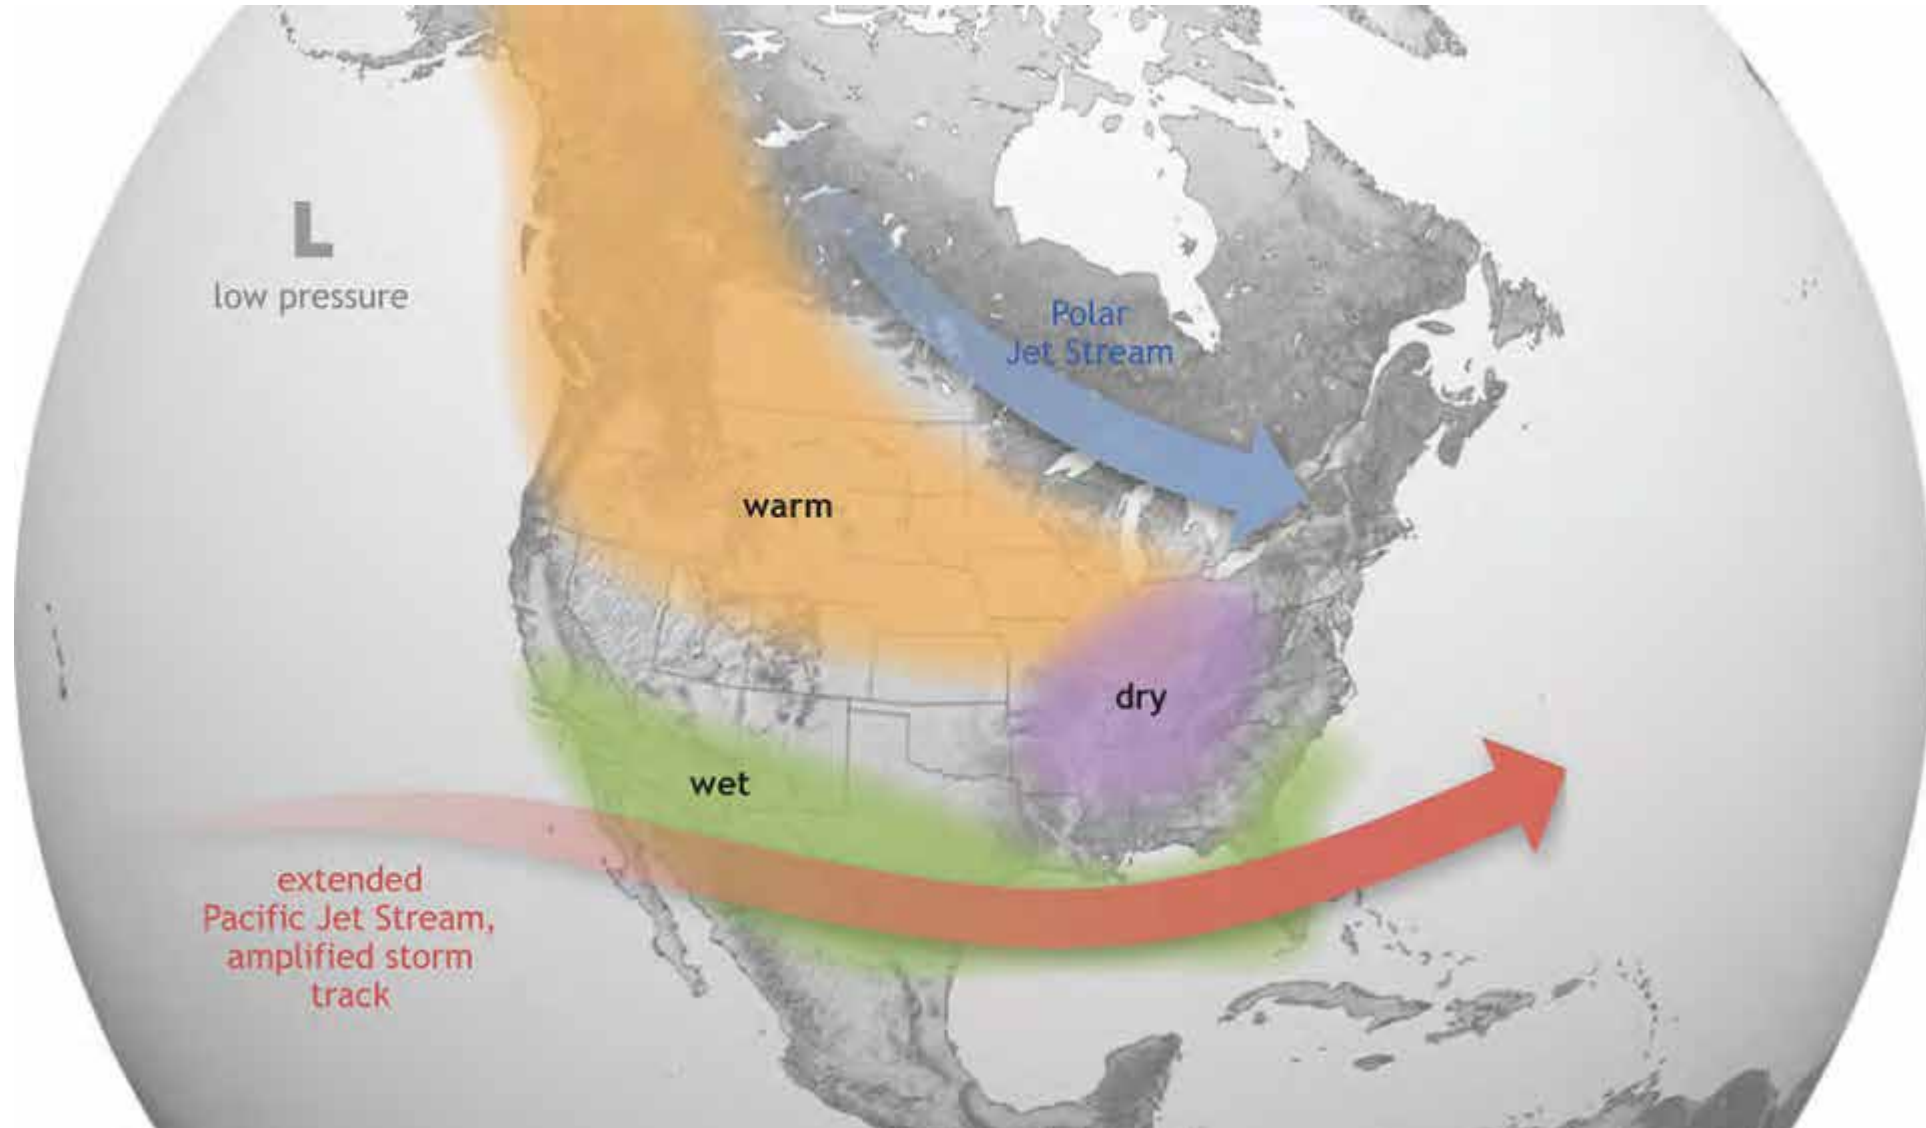 L
low pressure
Polar
Jet Stream
warm
dry
wet
extended
Pacific Jet Stream,
amplified storm
track